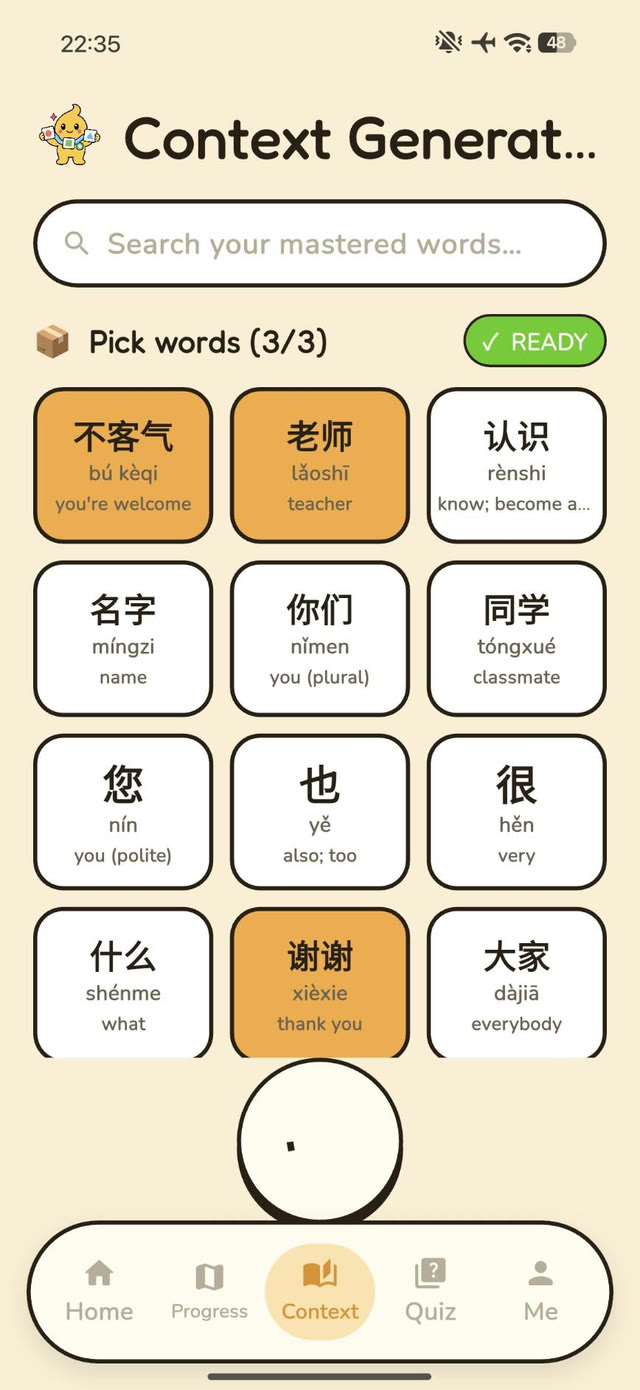 22:35
48
Context Generat...
Search your mastered words...
Pick words (3/3)
✓ READY
不客气
bú kèqi
you're welcome
老师
lǎoshī
teacher
认识
rènshi
know; become a...
名字
míngzi
name
你们
nǐmen
you (plural)
同学
tóngxué
classmate
您
nín
you (polite)
也
yě
also; too
很
hěn
very
什么
shénme
what
谢谢
xièxie
thank you
大家
dàjiā
everybody
Home
Progress
Context
Quiz
Me